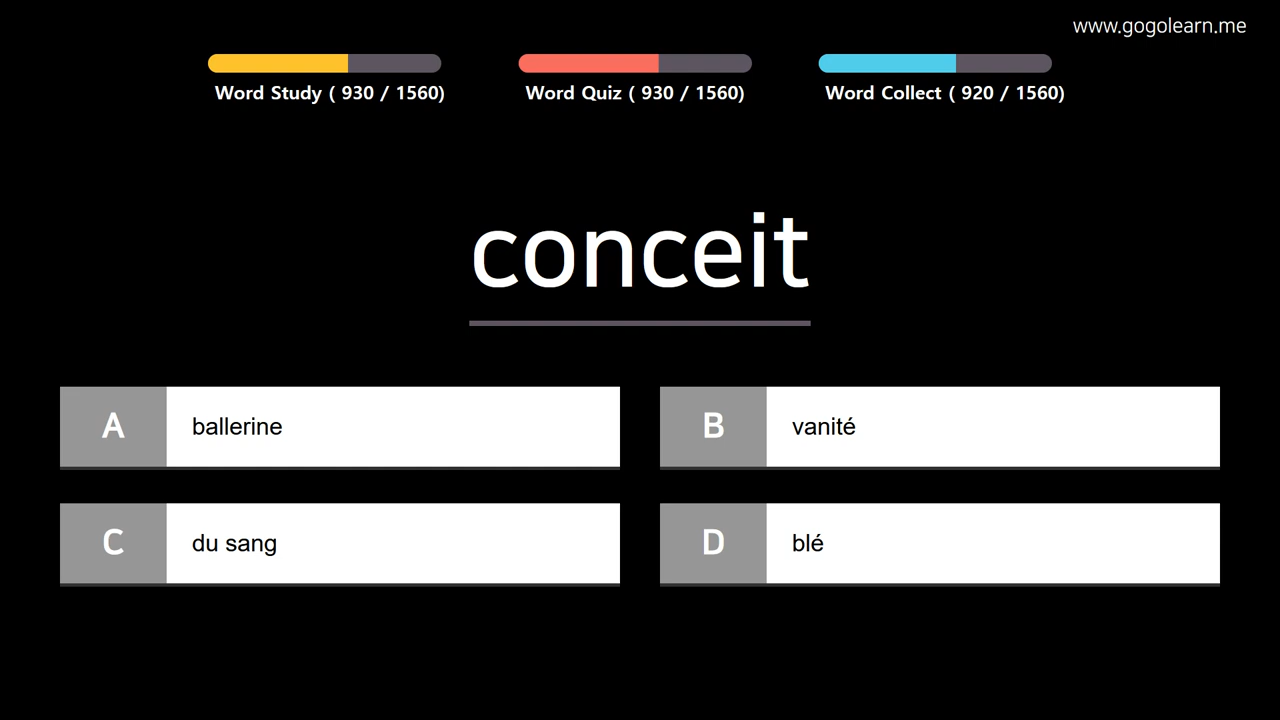 www.gogolearn.me
Word Study ( 930 / 1560)
Word Quiz ( 930 / 1560)
Word Collect ( 920 / 1560)
conceit
A ballerine
B vanité
C du sang
D blé